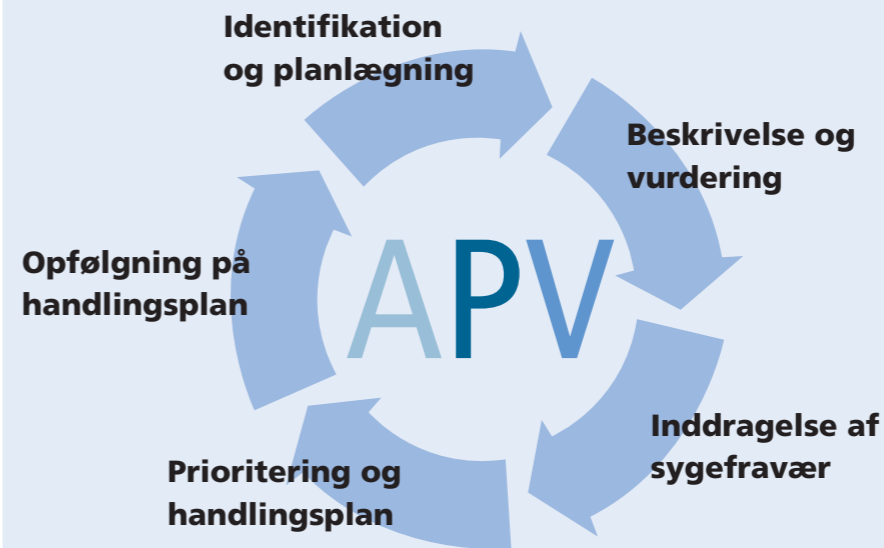 Identifikation
og planlægning
Beskrivelse og
vurdering
Inddragelse af
sygefravær
Prioritering og
handlingsplan
Opfølgning på
handlingsplan
APV